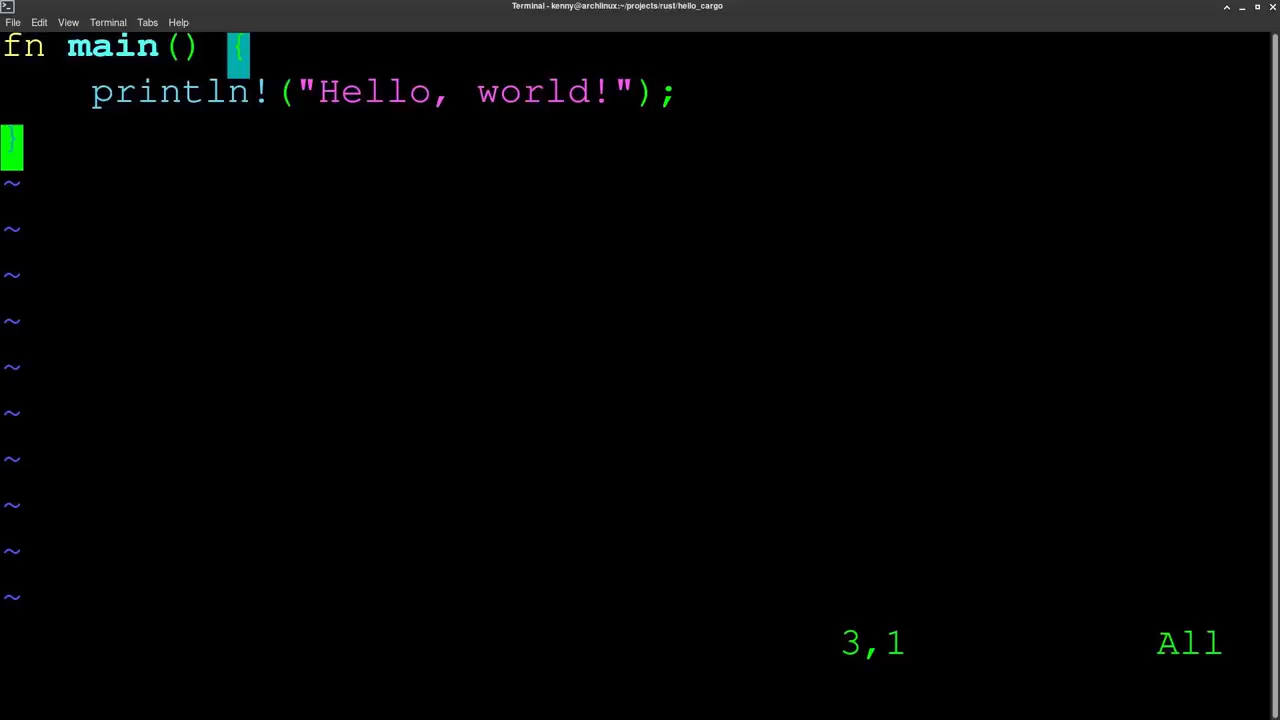 Terminal - kenny@archlinux:~/projects/rust/hello_cargo
File Edit View Terminal Tabs Help
fn main() {
    println!("Hello, world!");
}
~
~
~
~
~
~
~
~
~
~
3,1 All